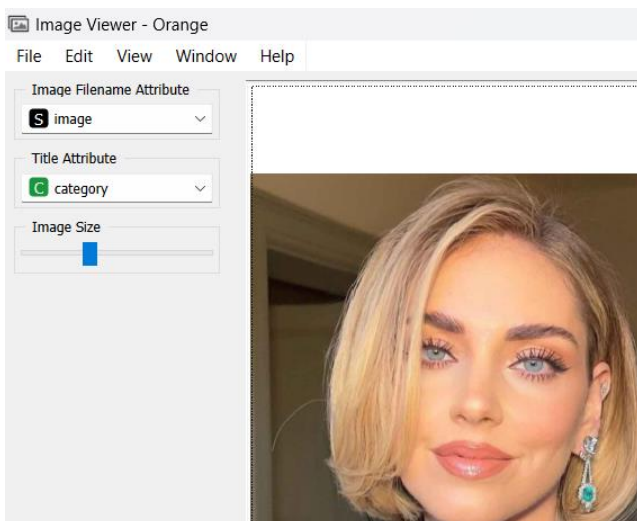 Image Viewer - Orange
File Edit View Window Help
Image Filename Attribute
S image
Title Attribute
C category
Image Size